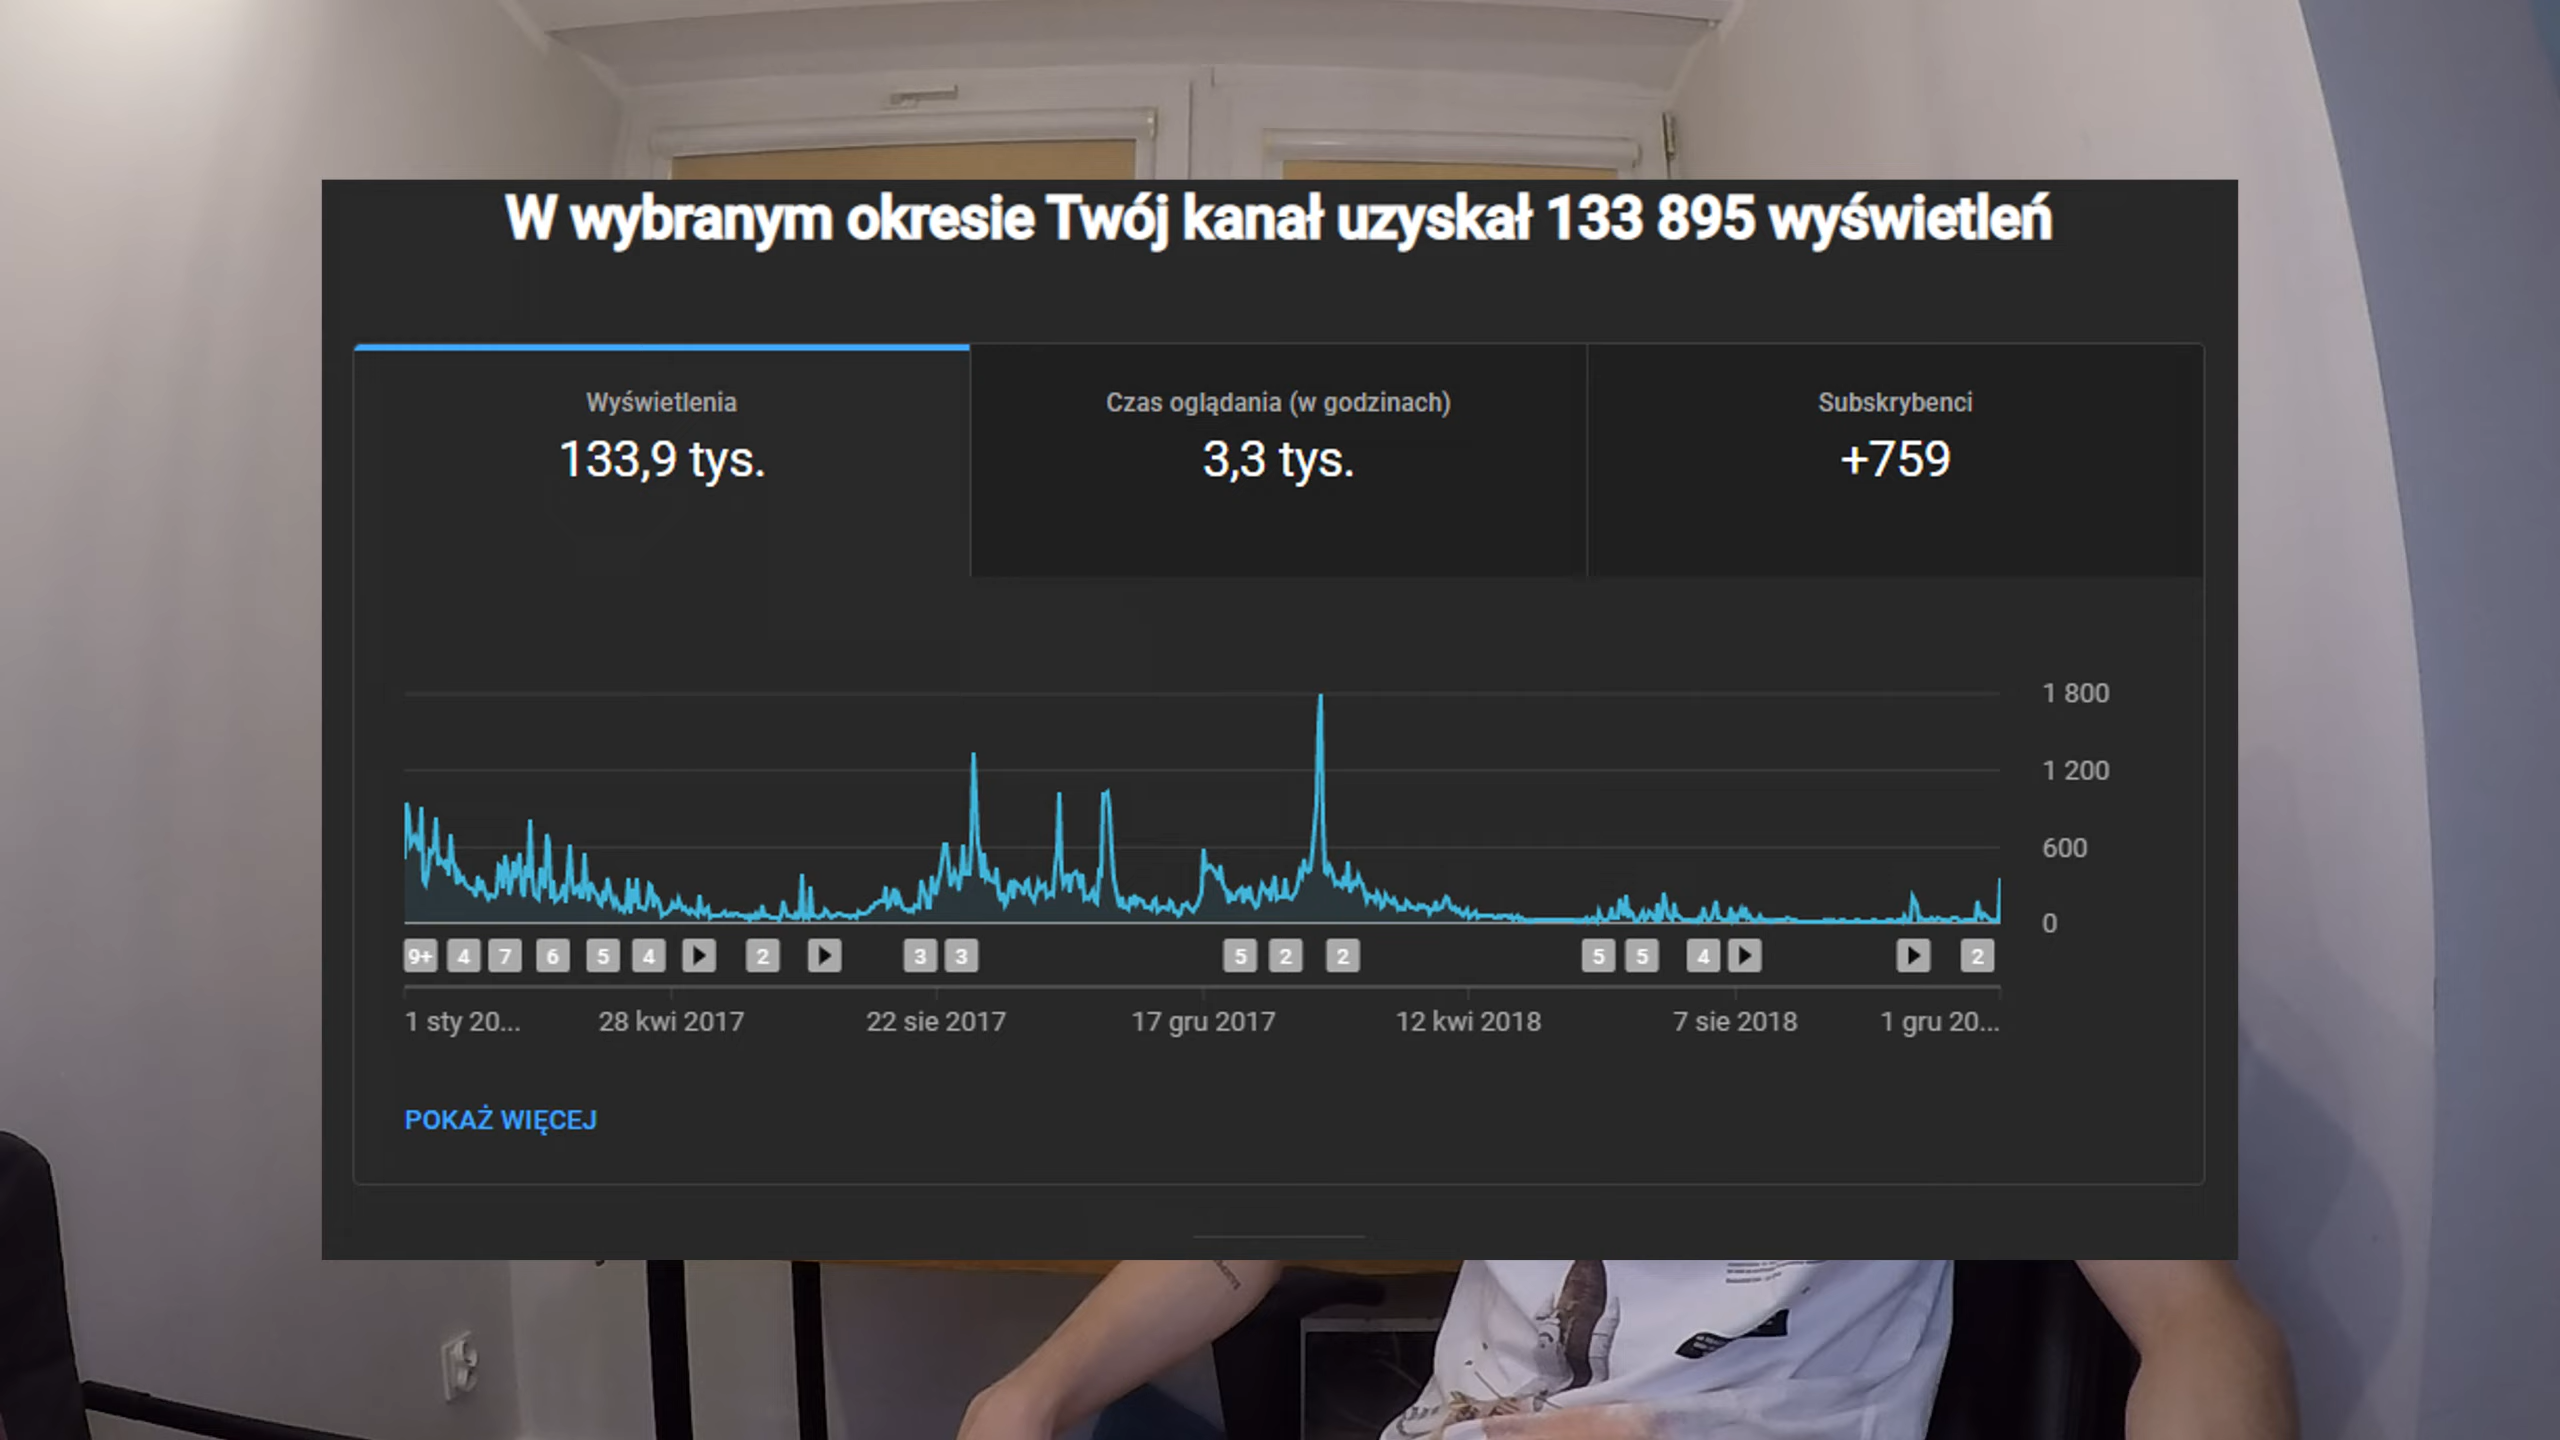 W wybranym okresie Twój kanał uzyskał 133 895 wyświetleń
Wyświetlenia
133,9 tys.
Czas oglądania (w godzinach)
3,3 tys.
Subskrybenci
+759
1 800
1 200
600
0
9+ 4 7 6 5 4 2 3 3 5 2 2 5 5 4 2
1 sty 20... 28 kwi 2017 22 sie 2017 17 gru 2017 12 kwi 2018 7 sie 2018 1 gru 20...
POKAŻ WIĘCEJ